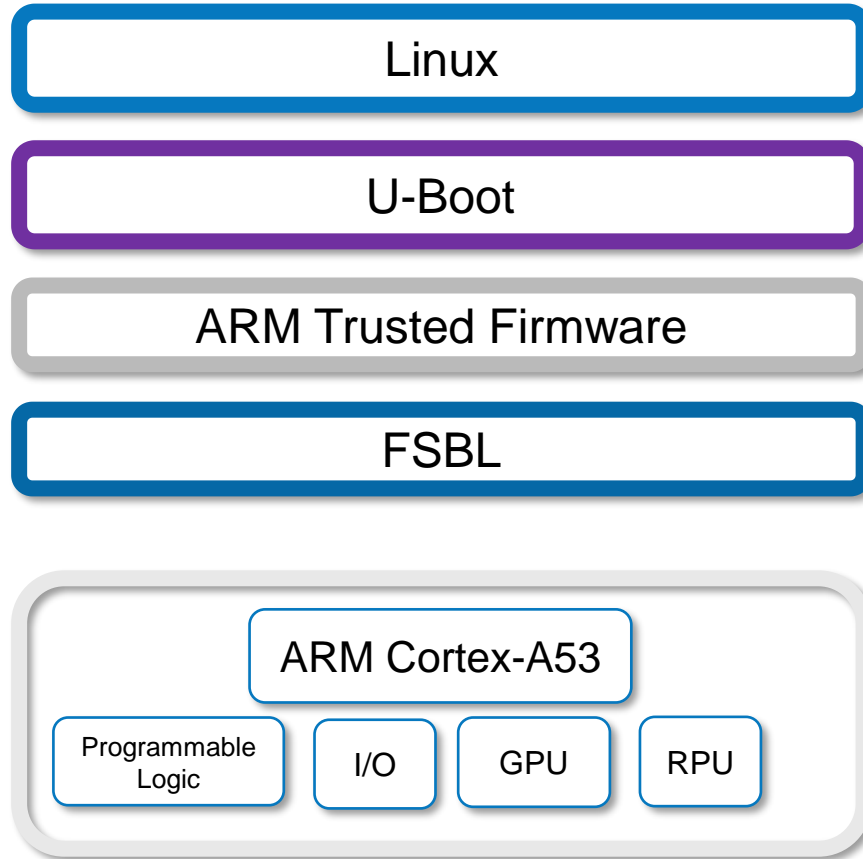 Linux
U-Boot
ARM Trusted Firmware
FSBL
ARM Cortex-A53
Programmable
Logic
I/O
GPU
RPU